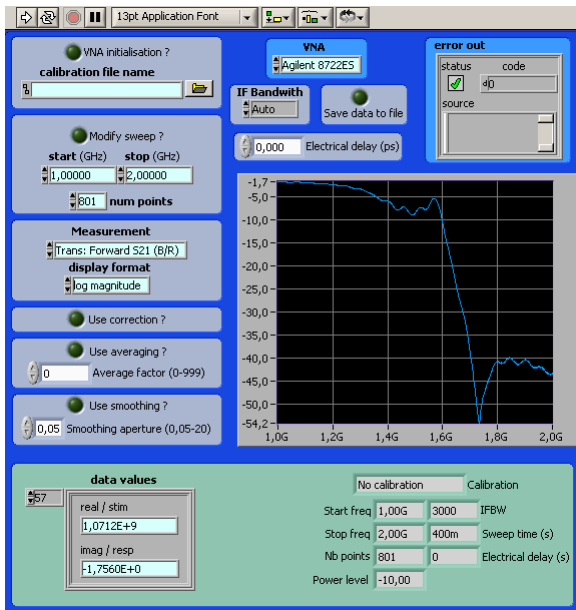 13pt Application Font
VNA initialisation ?
calibration file name
Modify sweep ?
start (GHz) stop (GHz)
1,00000 2,00000
801 num points
Measurement
Trans: Forward S21 (B/R)
display format
log magnitude
Use correction ?
Use averaging ?
0 Average factor (0-999)
Use smoothing ?
0,05 Smoothing aperture (0,05-20)
VNA
Agilent 8722ES
IF Bandwith
Auto
Save data to file
0,000 Electrical delay (ps)
error out
status code
d0
source
-1,7
-5,0
-10,0
-15,0
-20,0
-25,0
-30,0
-35,0
-40,0
-45,0
-50,0
-54,2
1,0G 1,2G 1,4G 1,6G 1,8G 2,0G
data values
57
real / stim
1,0712E+9
imag / resp
-1,7560E+0
No calibration Calibration
Start freq 1,00G 3000 IFBW
Stop freq 2,00G 400m Sweep time (s)
Nb points 801 0 Electrical delay (s)
Power level -10,00